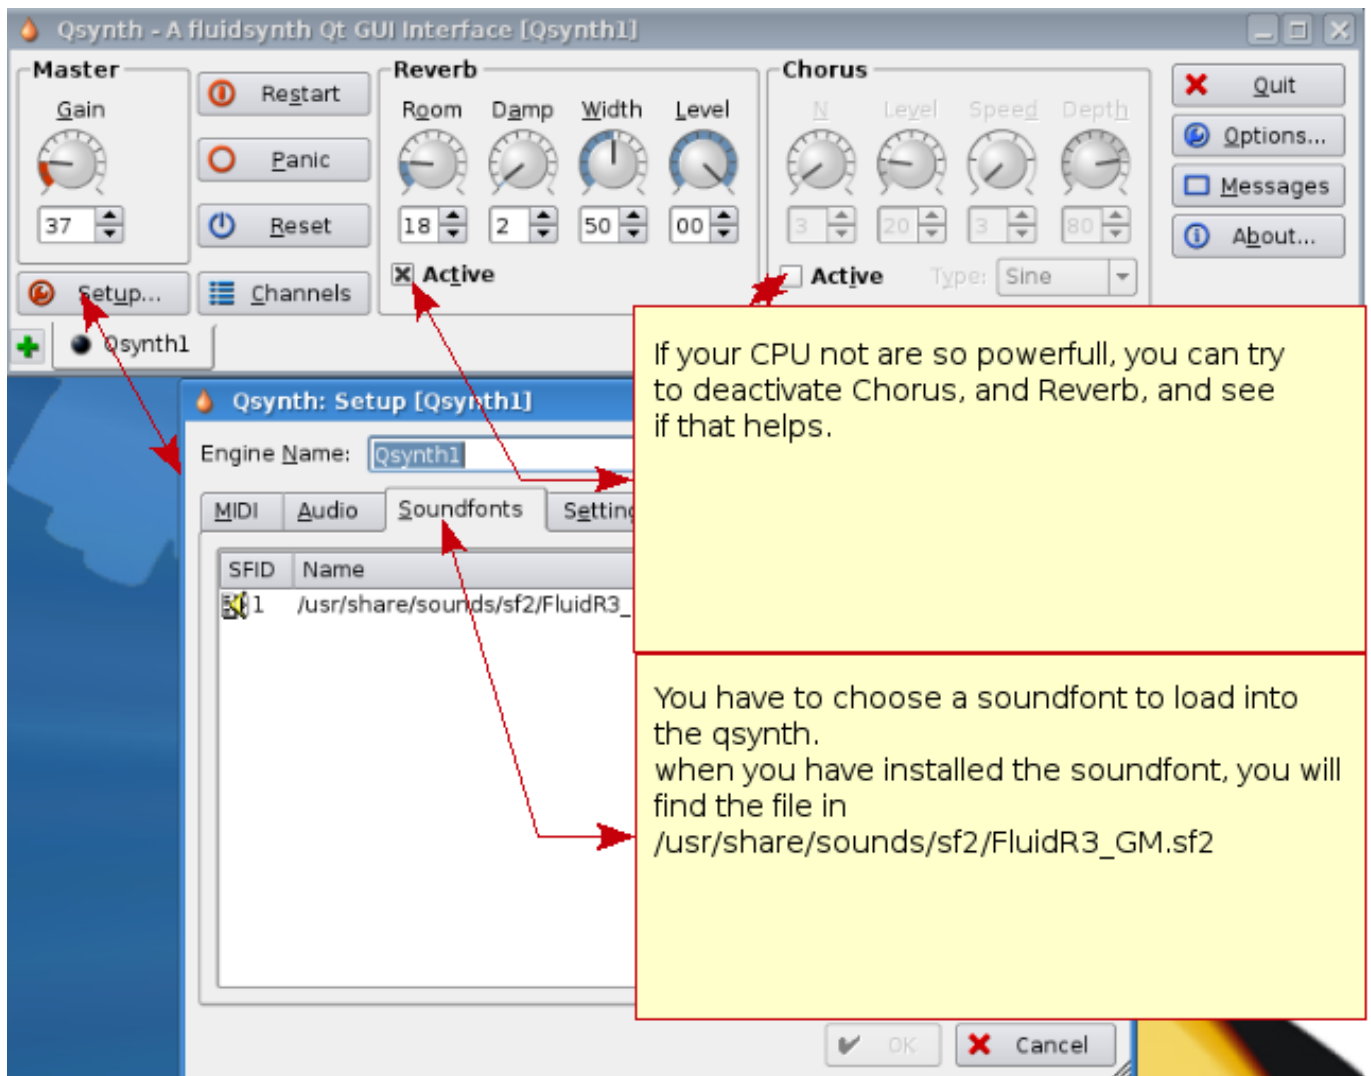 Qsynth - A fluidsynth Qt GUI Interface [Qsynth1]
Master
Reverb
Chorus
Gain
Restart
Room Damp Width Level
N Level Speed Depth
Quit
Panic
Options...
Messages
37
Reset
18 2 50 00
3 20 3 80
About...
Setup...
Channels
Active
Active Type: Sine
Qsynth1
If your CPU not are so powerfull, you can try
to deactivate Chorus, and Reverb, and see
if that helps.
Qsynth: Setup [Qsynth1]
Engine Name: Qsynth1
MIDI Audio Soundfonts
SFID Name
1 /usr/share/sounds/sf2/FluidR3_
You have to choose a soundfont to load into
the qsynth.
when you have installed the soundfont, you will
find the file in
/usr/share/sounds/sf2/FluidR3_GM.sf2
OK Cancel